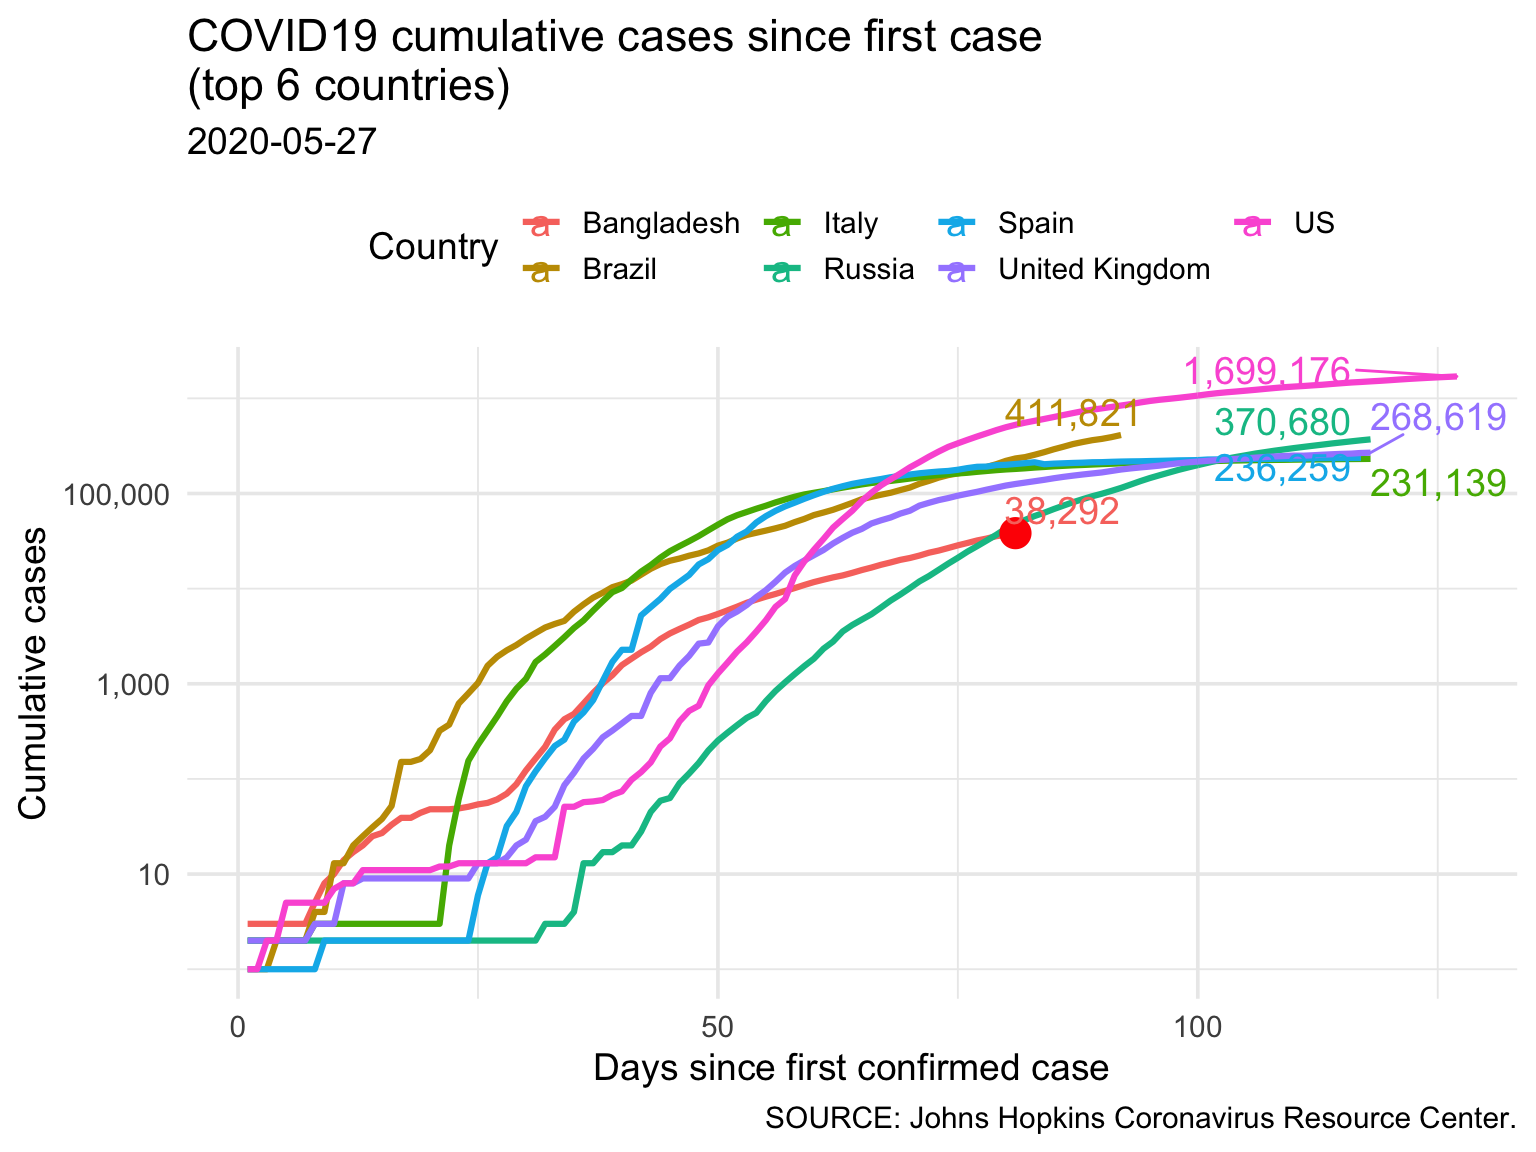 COVID19 cumulative cases since first case
(top 6 countries)
2020-05-27
Country
a Bangladesh a Italy a Spain a US
a Brazil a Russia a United Kingdom
1,699,176
411,821
370,680
268,619
236,259
231,139
38,292
100,000
1,000
10
Cumulative cases
0 50 100
Days since first confirmed case
SOURCE: Johns Hopkins Coronavirus Resource Center.